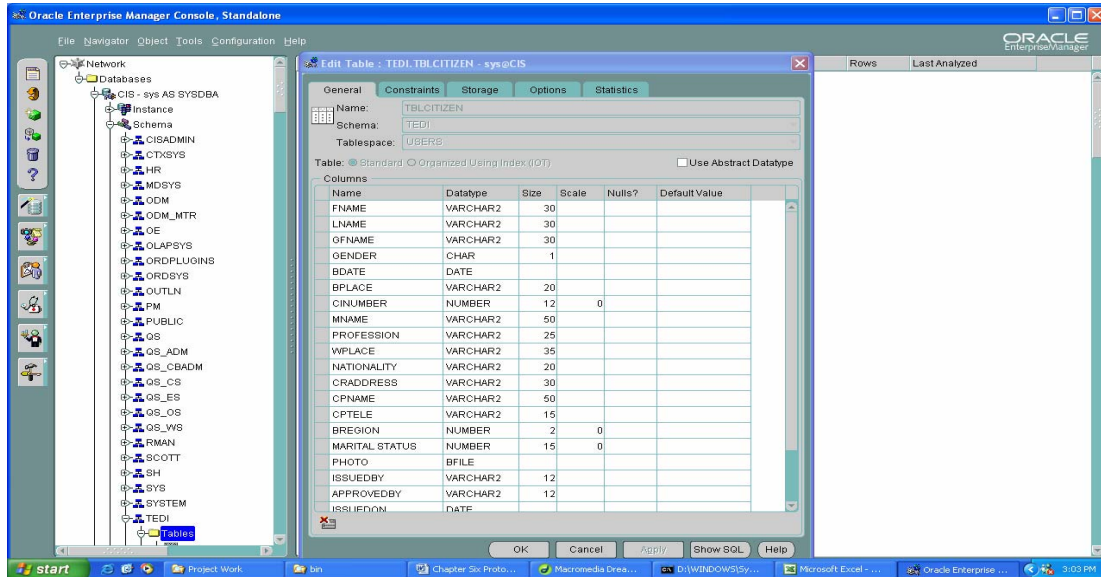 Oracle Enterprise Manager Console, Standalone
File Navigator Object Tools Configuration Help
ORACLE
EnterpriseManager
Network
Databases
CIS - sys AS SYSDBA
Instance
Schema
CISADMIN
CTXSYS
HR
MDSYS
ODM
ODM_MTR
OE
OLAPSYS
ORDPLUGINS
ORDSYS
OUTLN
PM
PUBLIC
QS
QS_ADM
QS_CBADM
QS_CS
QS_ES
QS_OS
QS_WS
RMAN
SCOTT
SH
SYS
SYSTEM
TEDI
Tables
Rows Last Analyzed
Edit Table : TEDI.TBLCITIZEN - sys@CIS
General Constraints Storage Options Statistics
Name: TBLCITIZEN
Schema: TEDI
Tablespace: USERS
Table: Standard Organized Using Index (IOT) Use Abstract Datatype
Columns
Name Datatype Size Scale Nulls? Default Value
FNAME VARCHAR2 30
LNAME VARCHAR2 30
GFNAME VARCHAR2 30
GENDER CHAR 1
BDATE DATE
BPLACE VARCHAR2 20
CINUMBER NUMBER 12 0
MNAME VARCHAR2 50
PROFESSION VARCHAR2 25
WPLACE VARCHAR2 35
NATIONALITY VARCHAR2 20
CRADDRESS VARCHAR2 30
CPNAME VARCHAR2 50
CPTELE VARCHAR2 15
BREGION NUMBER 2 0
MARITAL STATUS NUMBER 15 0
PHOTO BFILE
ISSUEDBY VARCHAR2 12
APPROVEDBY VARCHAR2 12
ISSUEDON DATE
OK Cancel Apply Show SQL Help
start Project Work bin Chapter Six Proto... Macromedia Drea... D:\WINDOWS\Sy... Microsoft Excel - ... Oracle Enterprise ... 3:03 PM